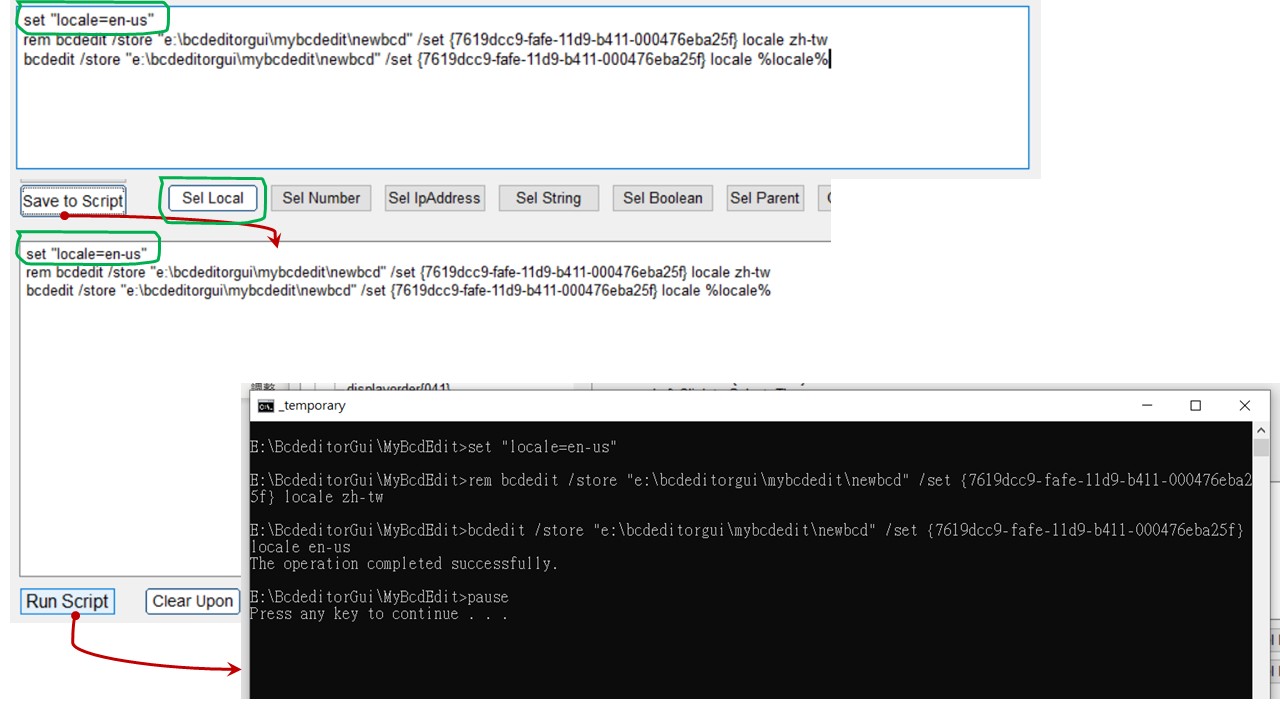 set "locale=en-us"
rem bcdedit /store "e:\bcdeditorgui\mybcdedit\newbcd" /set {7619dcc9-fafe-11d9-b411-000476eba25f} locale zh-tw
bcdedit /store "e:\bcdeditorgui\mybcdedit\newbcd" /set {7619dcc9-fafe-11d9-b411-000476eba25f} locale %locale%
Save to Script Sel Local Sel Number Sel IpAddress Sel String Sel Boolean Sel Parent
set "locale=en-us"
rem bcdedit /store "e:\bcdeditorgui\mybcdedit\newbcd" /set {7619dcc9-fafe-11d9-b411-000476eba25f} locale zh-tw
bcdedit /store "e:\bcdeditorgui\mybcdedit\newbcd" /set {7619dcc9-fafe-11d9-b411-000476eba25f} locale %locale%
調整 displayorder{041}
_temporary
E:\BcdeditorGui\MyBcdEdit>set "locale=en-us"
E:\BcdeditorGui\MyBcdEdit>rem bcdedit /store "e:\bcdeditorgui\mybcdedit\newbcd" /set {7619dcc9-fafe-11d9-b411-000476eba2
5f} locale zh-tw
E:\BcdeditorGui\MyBcdEdit>bcdedit /store "e:\bcdeditorgui\mybcdedit\newbcd" /set {7619dcc9-fafe-11d9-b411-000476eba25f}
locale en-us
The operation completed successfully.
E:\BcdeditorGui\MyBcdEdit>pause
Press any key to continue . . .
Run Script Clear Upon